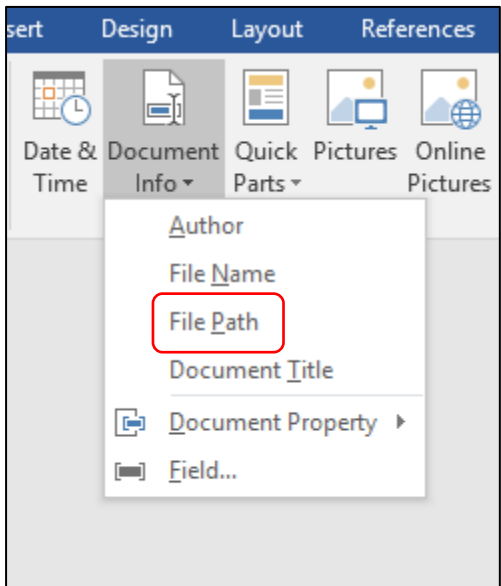 sert Design Layout References
Date & Document Quick Pictures Online
Time Info Parts Pictures
Author
File Name
File Path
Document Title
Document Property
Field...